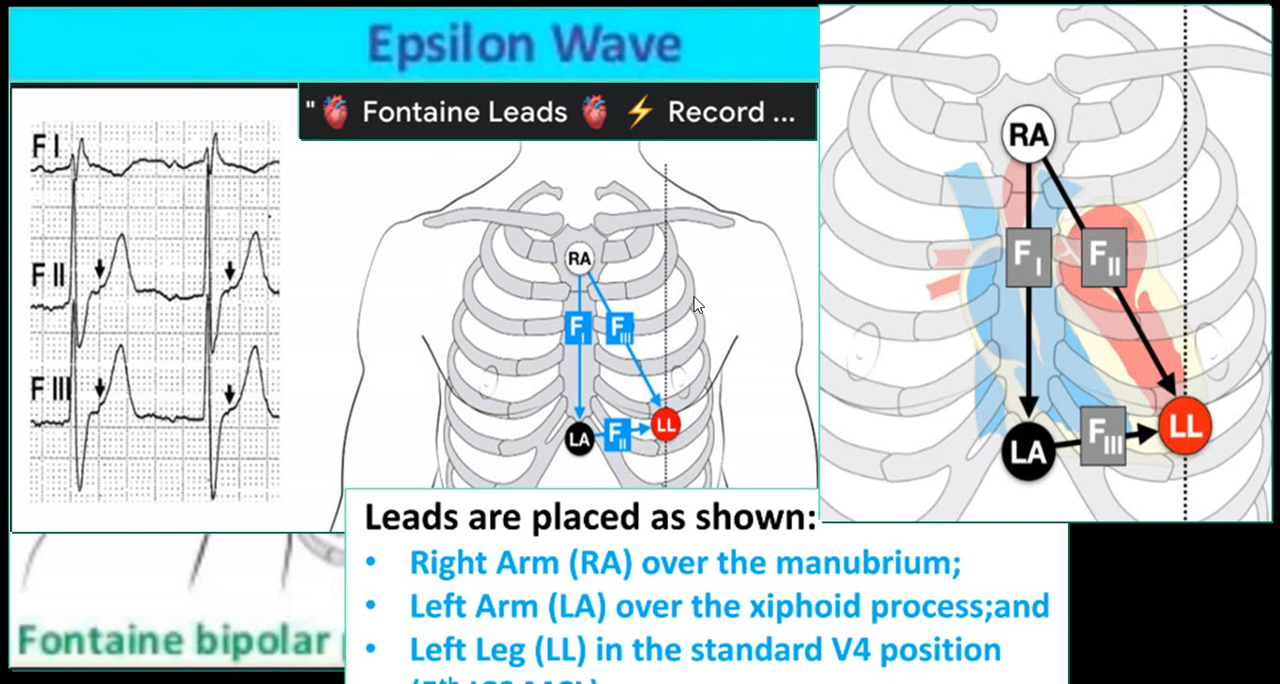 Epsilon Wave
" 🫀 Fontaine Leads 🫀 ⚡ Record ...
F I
F II
F III
RA
F I
F III
LA
F II
LL
RA
F I
F II
LA
F III
LL
Leads are placed as shown:
• Right Arm (RA) over the manubrium;
• Left Arm (LA) over the xiphoid process;and
• Left Leg (LL) in the standard V4 position
Fontaine bipolar